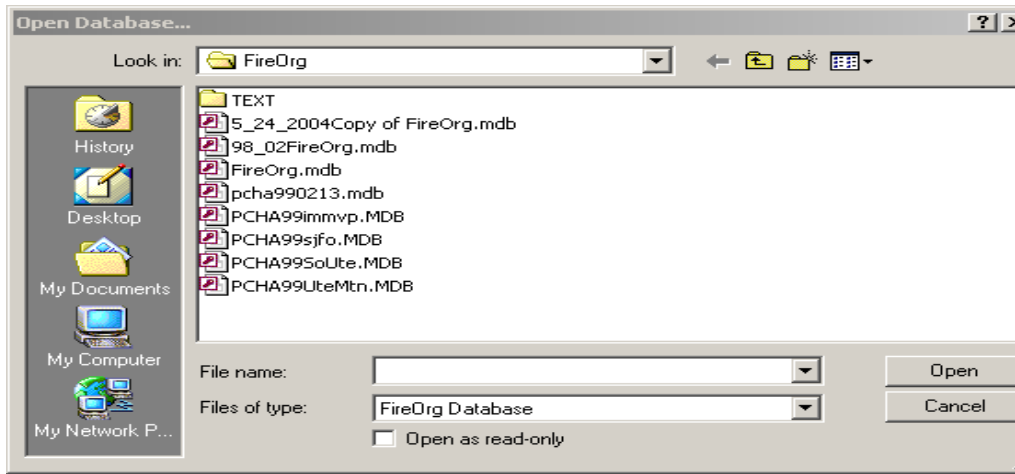 Open Database...
Look in: FireOrg
TEXT
5_24_2004Copy of FireOrg.mdb
98_02FireOrg.mdb
FireOrg.mdb
pcha990213.mdb
PCHA99immvp.MDB
PCHA99sjfo.MDB
PCHA99SoUte.MDB
PCHA99UteMtn.MDB
History
Desktop
My Documents
My Computer
My Network P...
File name:
Open
Files of type: FireOrg Database
Cancel
Open as read-only